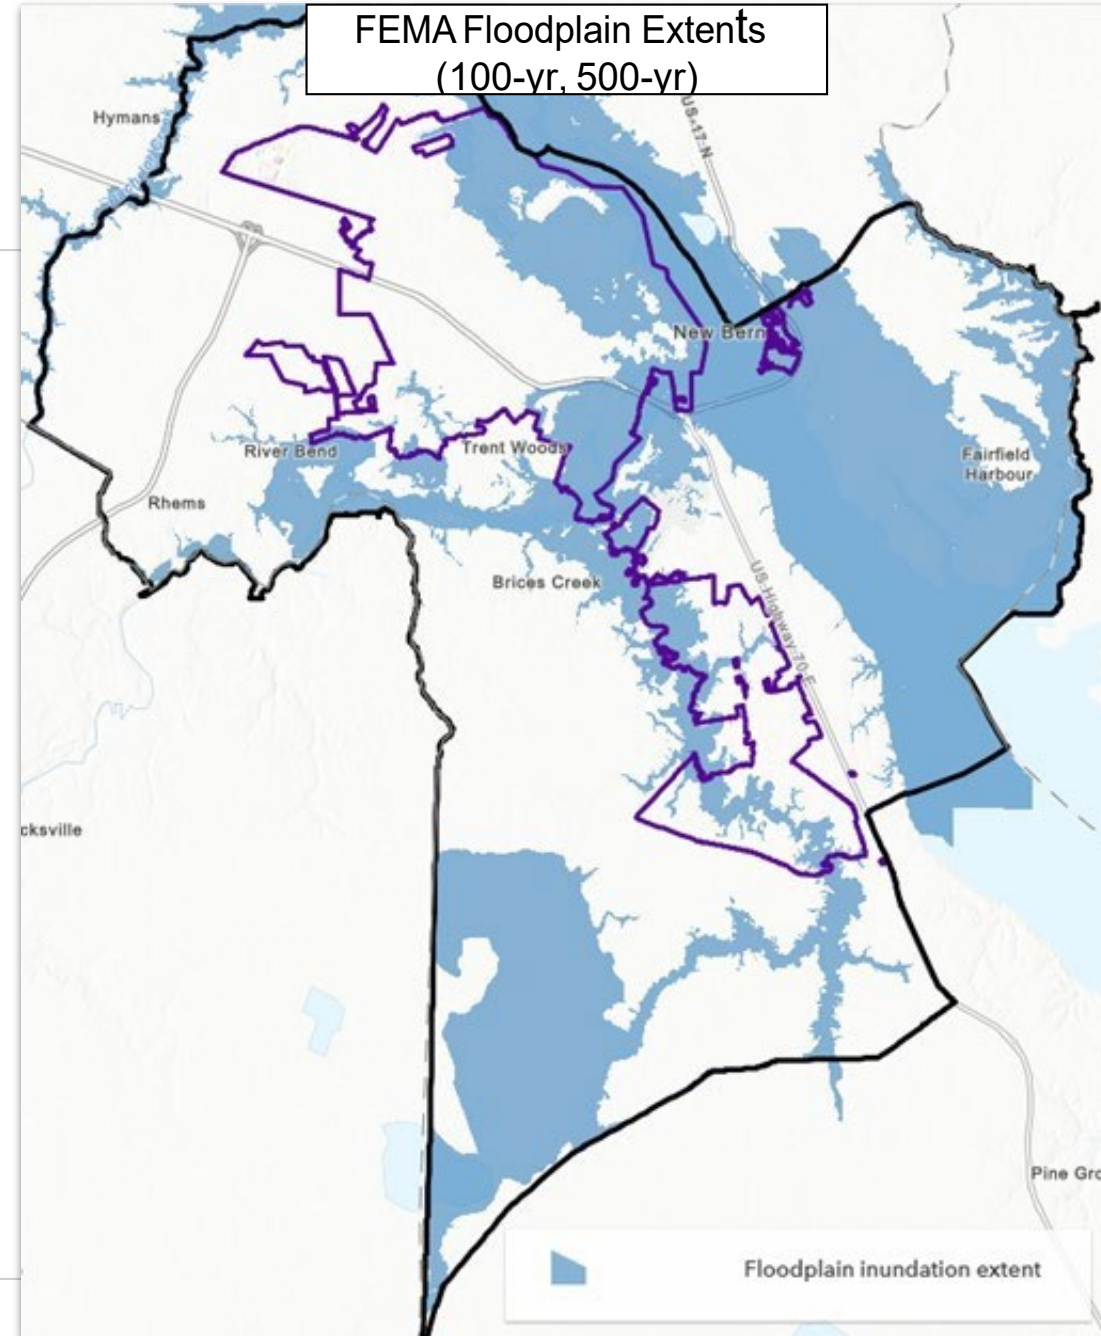 FEMA Floodplain Extents
(100-yr, 500-yr)
Hymans
US-17 N
New Bern
River Bend
Trent Woods
Fairfield
Harbour
Rhems
Brices Creek
US Highway 70 E
cksville
Pine Gro
Floodplain inundation extent